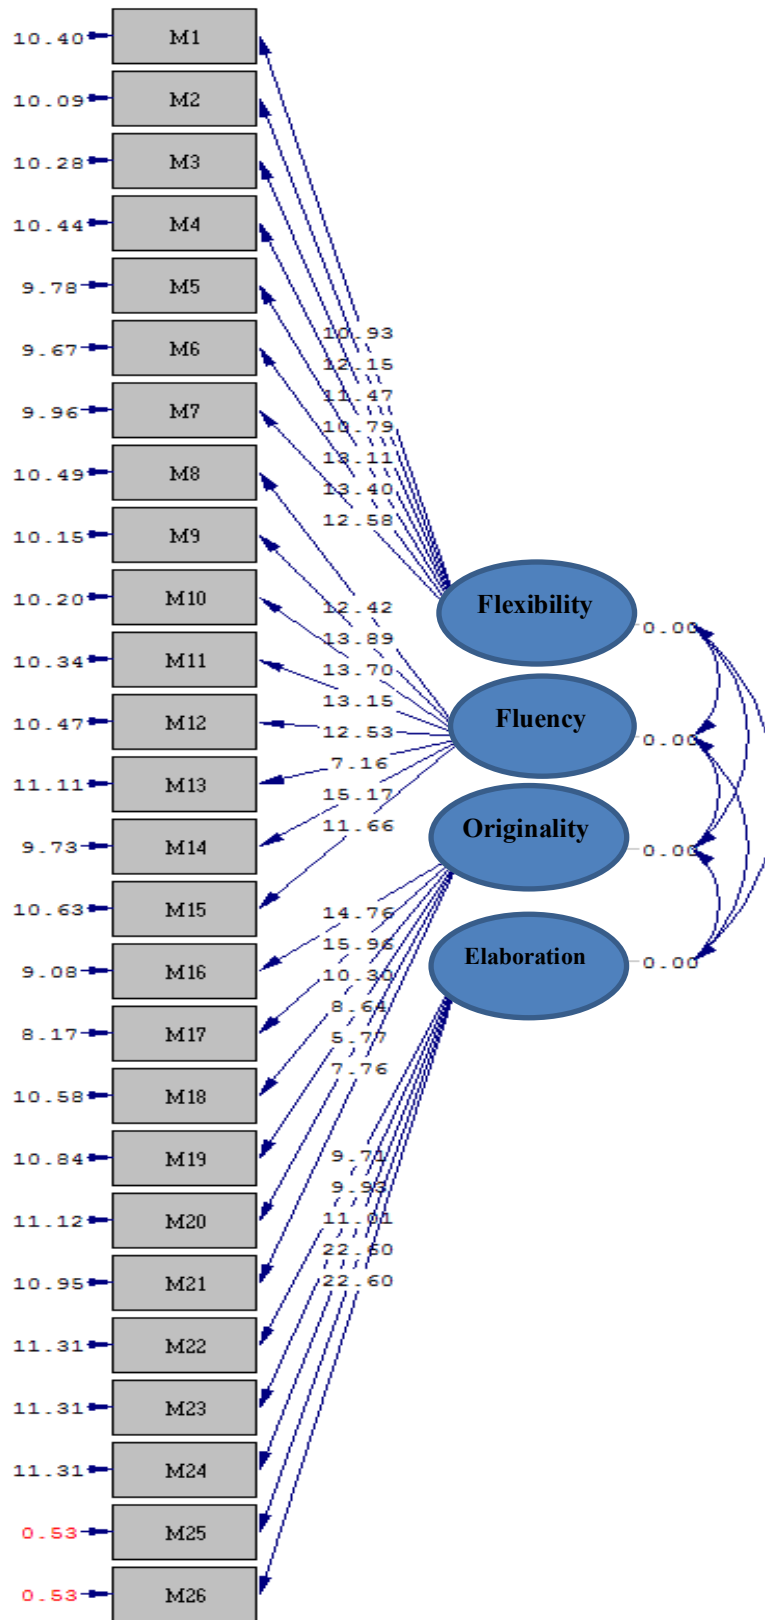 10.40 M1
10.09 M2
10.28 M3
10.44 M4
9.78 M5
9.67 M6
9.96 M7
10.49 M8
10.15 M9
10.20 M10
10.34 M11
10.47 M12
11.11 M13
9.73 M14
10.63 M15
9.08 M16
8.17 M17
10.58 M18
10.84 M19
11.12 M20
10.95 M21
11.31 M22
11.31 M23
11.31 M24
0.53 M25
0.53 M26
10.93
12.15
11.47
10.79
13.11
13.40
12.58
12.42
13.89
13.70
13.15
12.53
7.16
15.17
11.66
14.76
15.96
10.30
8.64
5.77
7.76
9.71
9.93
11.01
22.60
22.60
Flexibility 0.00
Fluency 0.00
Originality 0.00
Elaboration 0.00